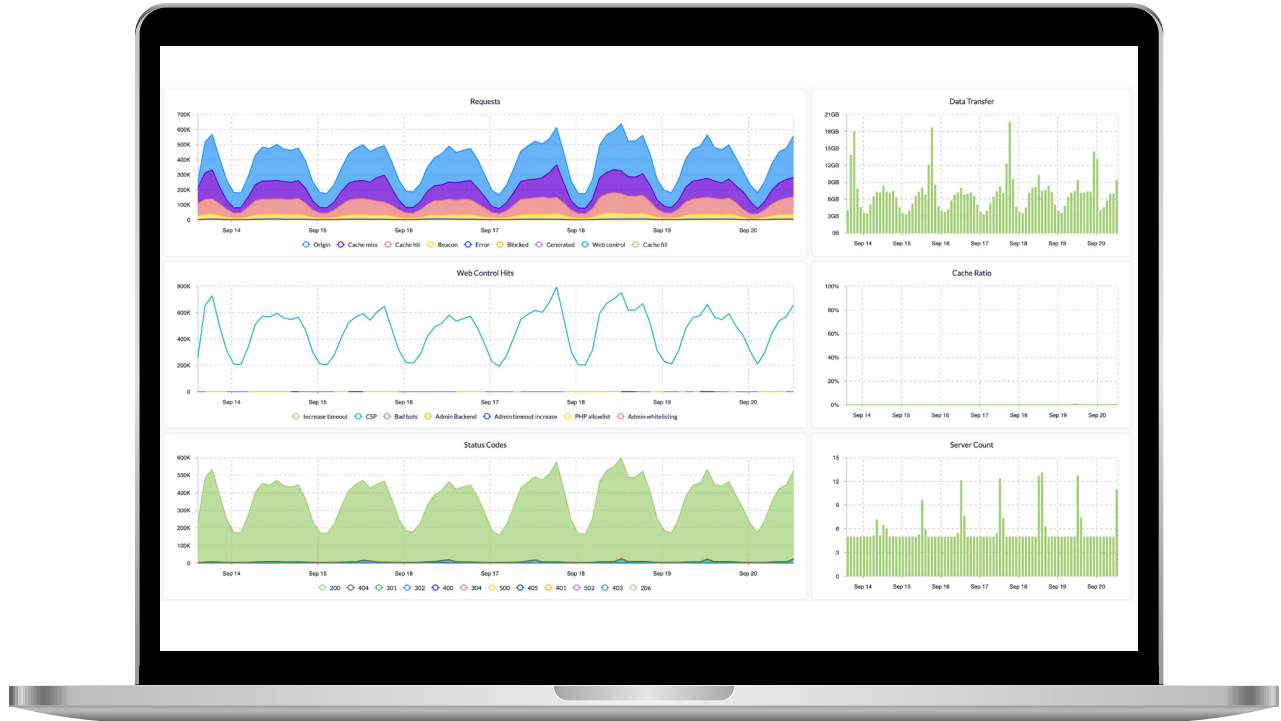 Requests
700K
600K
500K
400K
300K
200K
100K
0
Sep 14 Sep 15 Sep 16 Sep 17 Sep 18 Sep 19 Sep 20
Origin Cache miss Cache hit Beacon Error Blocked Generated Web control Cache fill
Data Transfer
21GB
18GB
15GB
12GB
9GB
6GB
3GB
0B
Sep 14 Sep 15 Sep 16 Sep 17 Sep 18 Sep 19 Sep 20
Web Control Hits
800K
600K
400K
200K
0
Sep 14 Sep 15 Sep 16 Sep 17 Sep 18 Sep 19 Sep 20
Increase timeout CSP Bad bots Admin Backend Admin timeout increase PHP allowlist Admin whitelisting
Cache Ratio
100%
80%
60%
40%
20%
0%
Sep 14 Sep 15 Sep 16 Sep 17 Sep 18 Sep 19 Sep 20
Status Codes
600K
500K
400K
300K
200K
100K
0
Sep 14 Sep 15 Sep 16 Sep 17 Sep 18 Sep 19 Sep 20
200 404 301 302 400 304 500 405 401 502 403 206
Server Count
15
12
9
6
3
0
Sep 14 Sep 15 Sep 16 Sep 17 Sep 18 Sep 19 Sep 20